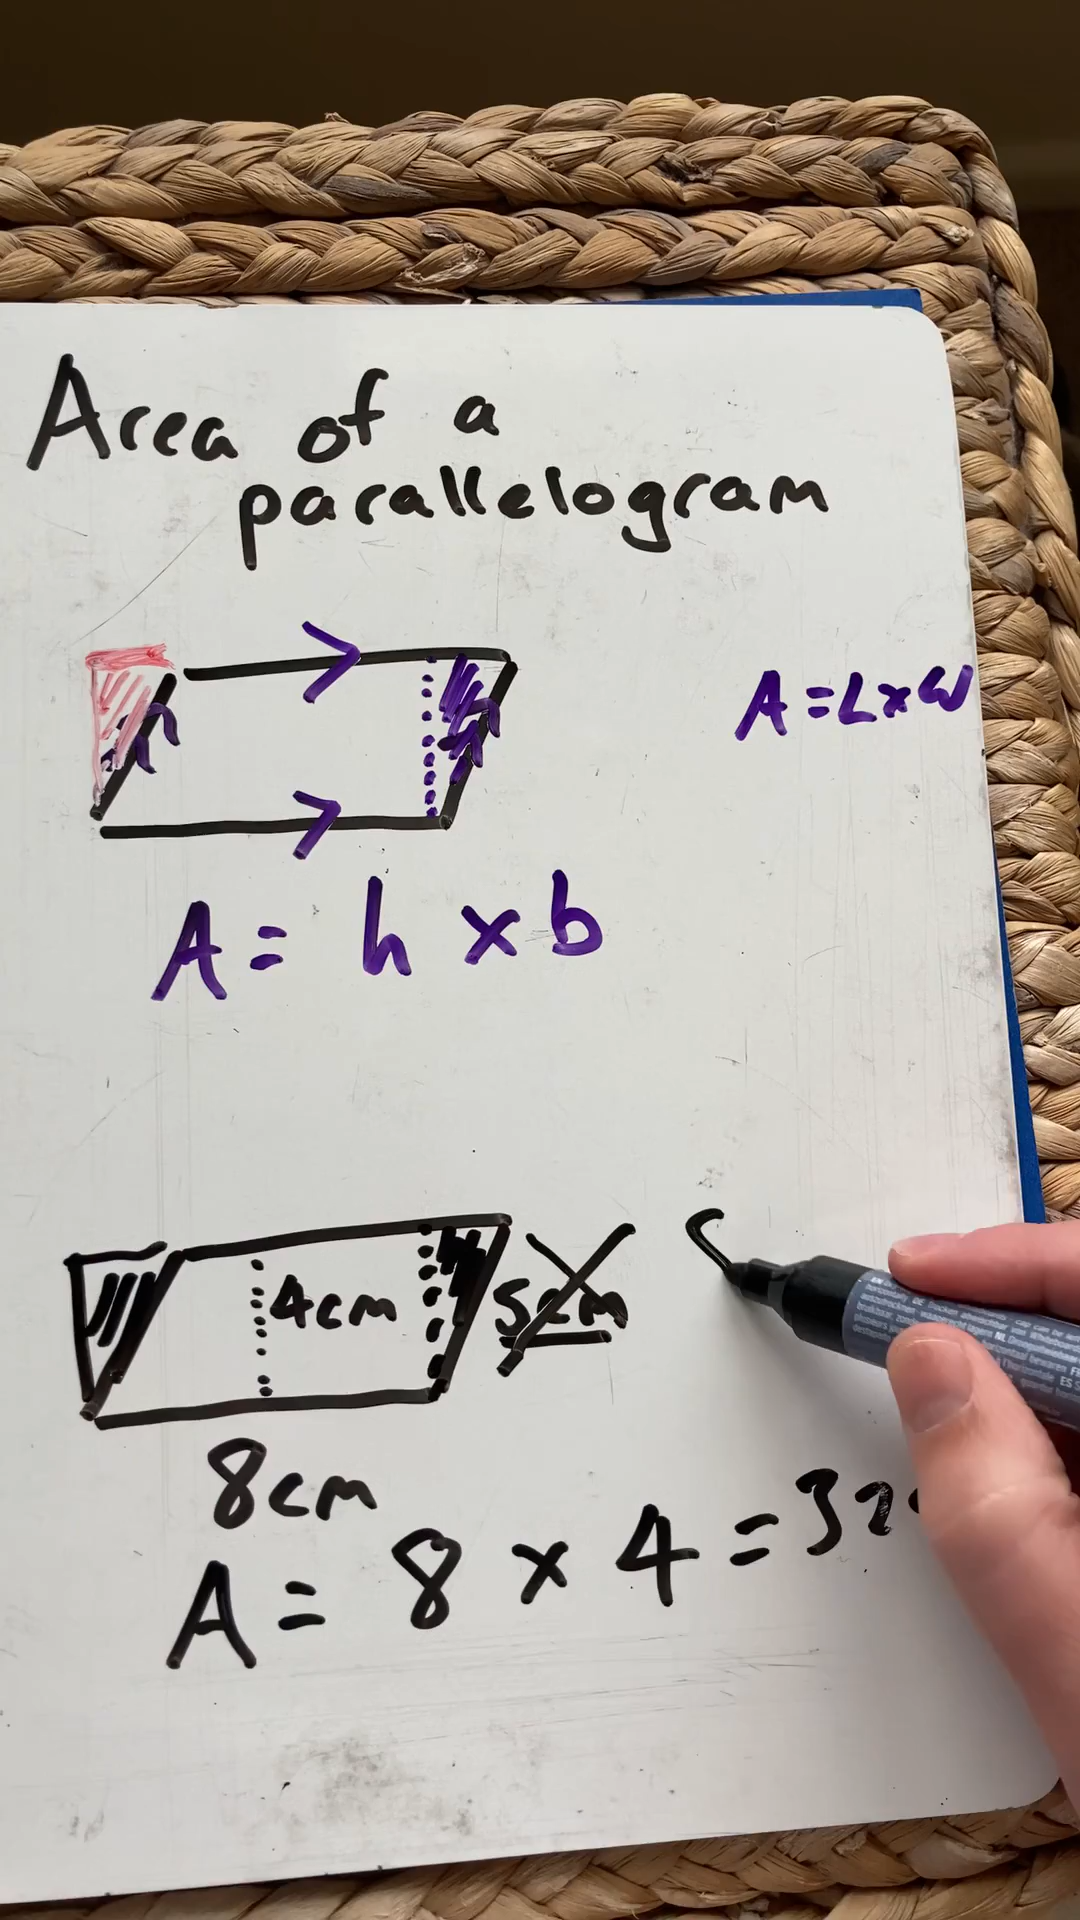 Area of a
parallelogram
A = L x W
A = h x b
4cm
5cm
8cm
A = 8 x 4 = 32